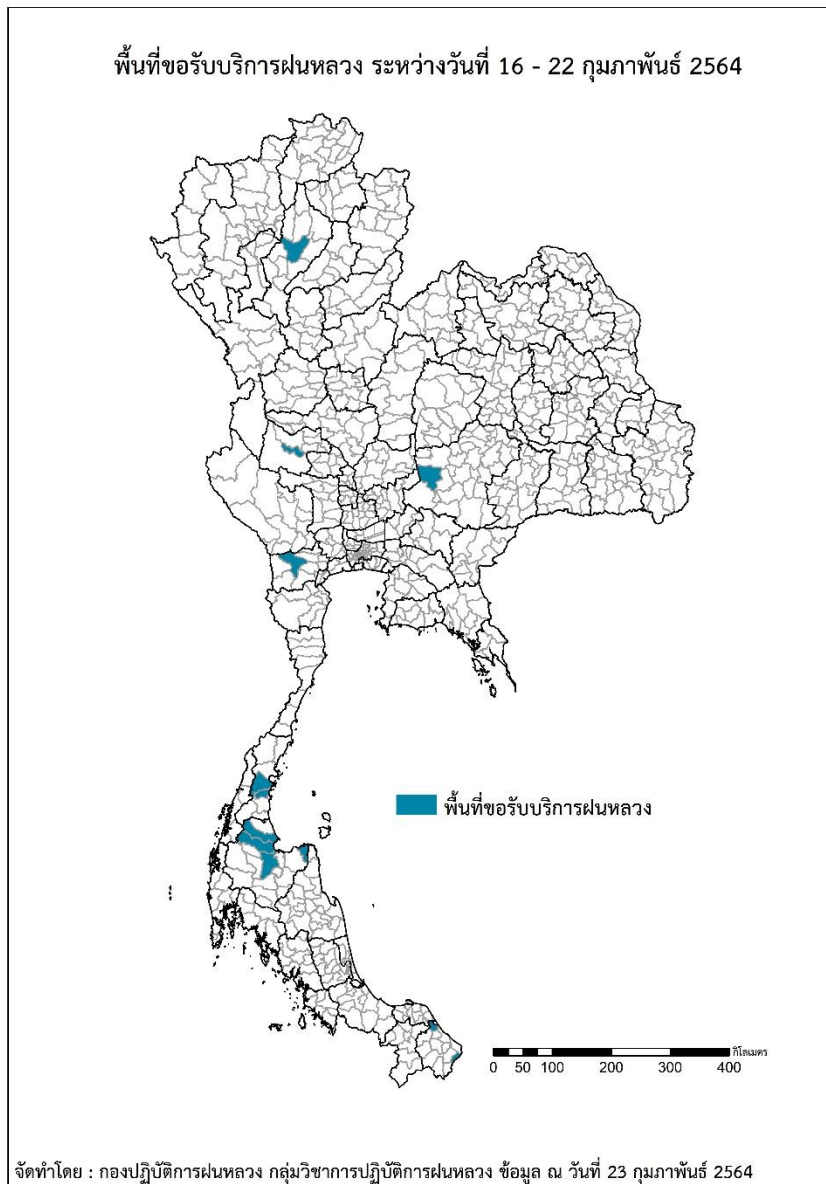 พื้นที่ขอรับบริการฝนหลวง ระหว่างวันที่ 16 - 22 กุมภาพันธ์ 2564
พื้นที่ขอรับบริการฝนหลวง
กิโลเมตร
0 50 100 200 300 400
จัดทำโดย : กองปฏิบัติการฝนหลวง กลุ่มวิชาการปฏิบัติการฝนหลวง ข้อมูล ณ วันที่ 23 กุมภาพันธ์ 2564